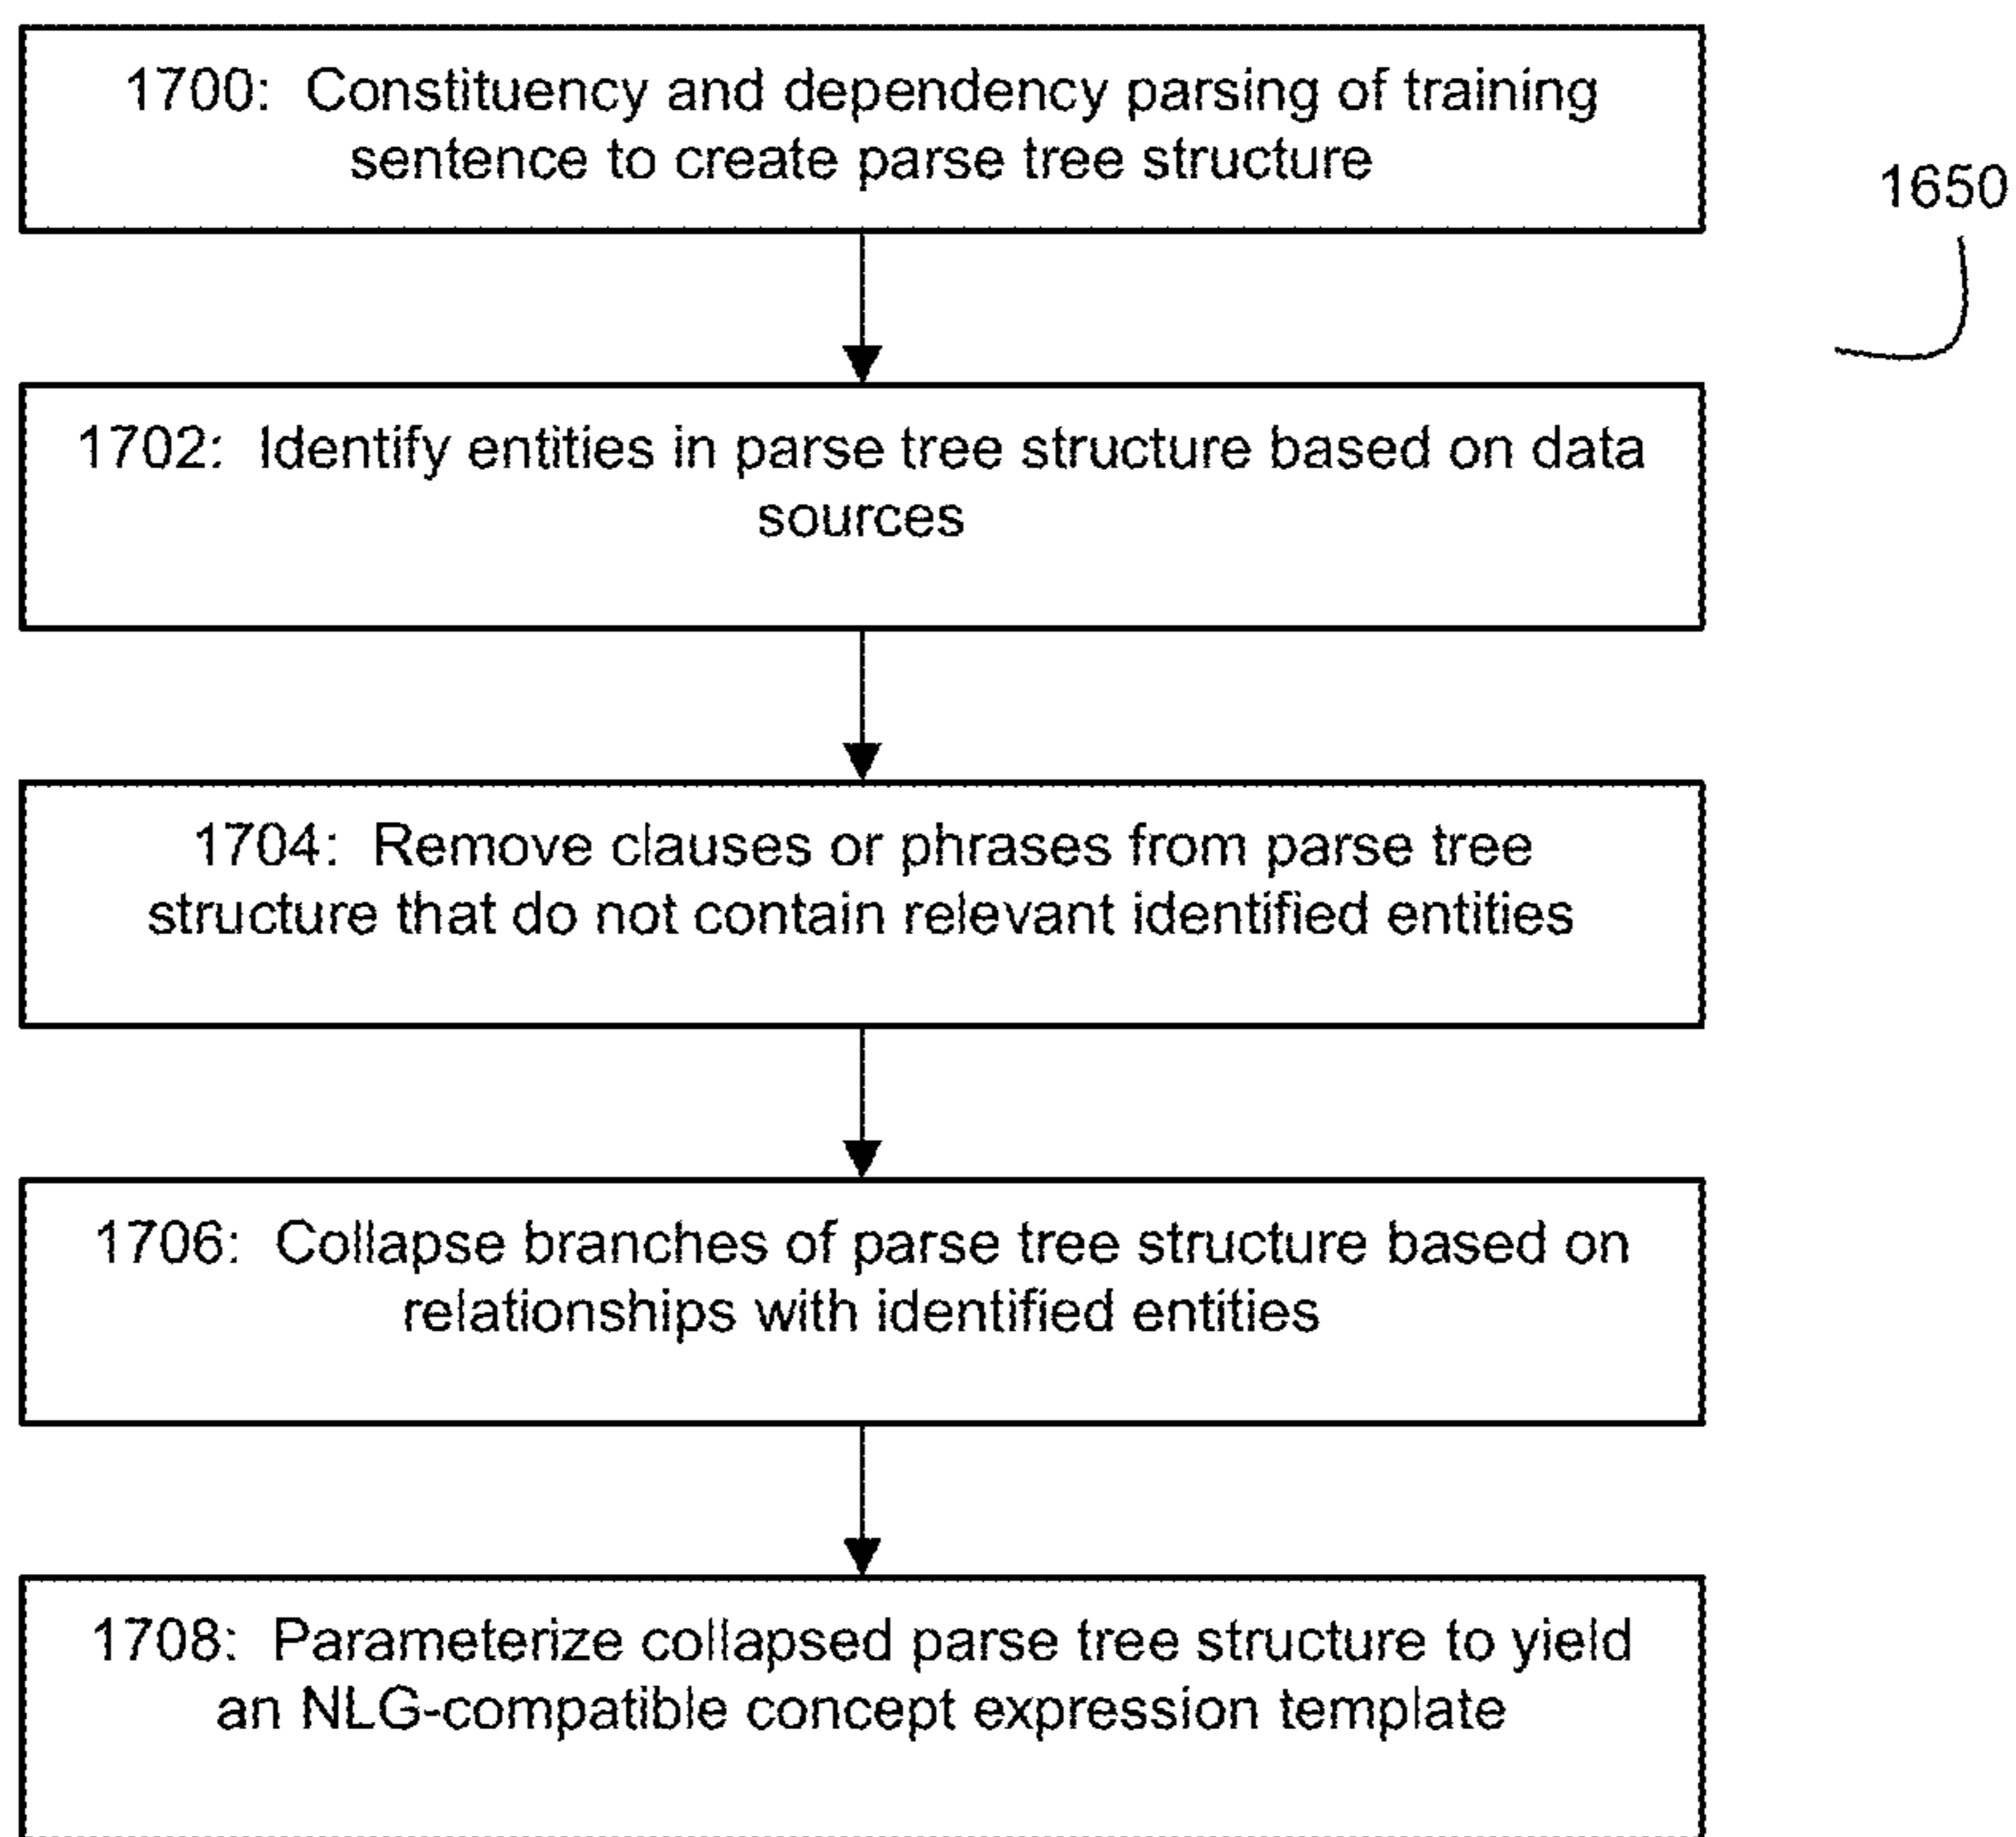 1700: Constituency and dependency parsing of training
sentence to create parse tree structure
1650
1702: Identify entities in parse tree structure based on data
sources
1704: Remove clauses or phrases from parse tree
structure that do not contain relevant identified entities
1706: Collapse branches of parse tree structure based on
relationships with identified entities
1708: Parameterize collapsed parse tree structure to yield
an NLG-compatible concept expression template